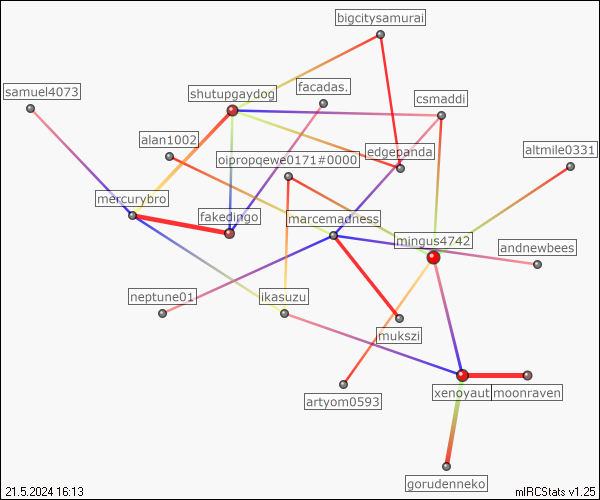 bigcitysamurai
samuel4073
shutupgaydog
facadas.
csmaddi
alan1002
edgepanda
altmile0331
oipropqewe0171#0000
mercurybro
fakedingo
marcemadness
mingus4742
andnewbees
neptune01
ikasuzu
mukszi
artyom0593
xenoyaut
moonraven
gorudenneko
21.5.2024 16:13
mIRCStats v1.25